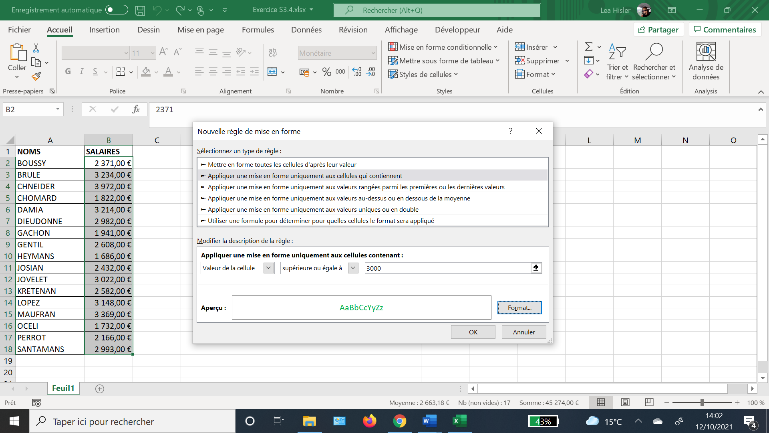 Enregistrement automatique
Exercice S3.4.xlsx
Rechercher (Alt+G)
Léa Hisler
Fichier Accueil Insertion Dessin Mise en page Formules Données Révision Affichage Développeur Aide
Partager Commentaires
Coller
G I S
Monétaire
Mise en forme conditionnelle
Mettre sous forme de tableau
Styles de cellules
Insérer
Supprimer
Format
Trier et filtrer
Rechercher et sélectionner
Analyse de données
Presse-papiers Police Alignement Nombre Styles Cellules Édition Analysis
B2 fx 2371
A B C L M N O
1 NOMS SALAIRES
2 BOUSSY 2 371,00 €
3 BRULE 3 234,00 €
4 CHNEIDER 3 972,00 €
5 CHOMARD 1 822,00 €
6 DAMIA 3 214,00 €
7 DIEUDONNE 2 982,00 €
8 GACHON 1 941,00 €
9 GENTIL 2 608,00 €
10 HEYMANS 1 686,00 €
11 JOSIAN 2 432,00 €
12 JOVELET 3 022,00 €
13 KRETENAN 2 582,00 €
14 LOPEZ 3 148,00 €
15 MAUFRAN 3 369,00 €
16 OCELI 1 732,00 €
17 PERROT 2 166,00 €
18 SANTAMANS 2 993,00 €
19
20
Nouvelle règle de mise en forme ?
Sélectionnez un type de règle :
Mettre en forme toutes les cellules d'après leur valeur
Appliquer une mise en forme uniquement aux cellules qui contiennent
Appliquer une mise en forme uniquement aux valeurs rangées parmi les premières ou les dernières valeurs
Appliquer une mise en forme uniquement aux valeurs au-dessus ou en dessous de la moyenne
Appliquer une mise en forme uniquement aux valeurs uniques ou en double
Utiliser une formule pour déterminer pour quelles cellules le format sera appliqué
Modifier la description de la règle :
Appliquer une mise en forme uniquement aux cellules contenant :
Valeur de la cellule supérieure ou égale à 3000
Aperçu : AaBbCcYyZz Format...
OK Annuler
Feuil1
Prêt Moyenne : 2 663,18 € Nb (non vides) : 17 Somme : 45 274,00 € 100 %
Taper ici pour rechercher
43%
15°C
14:02
12/10/2021
4